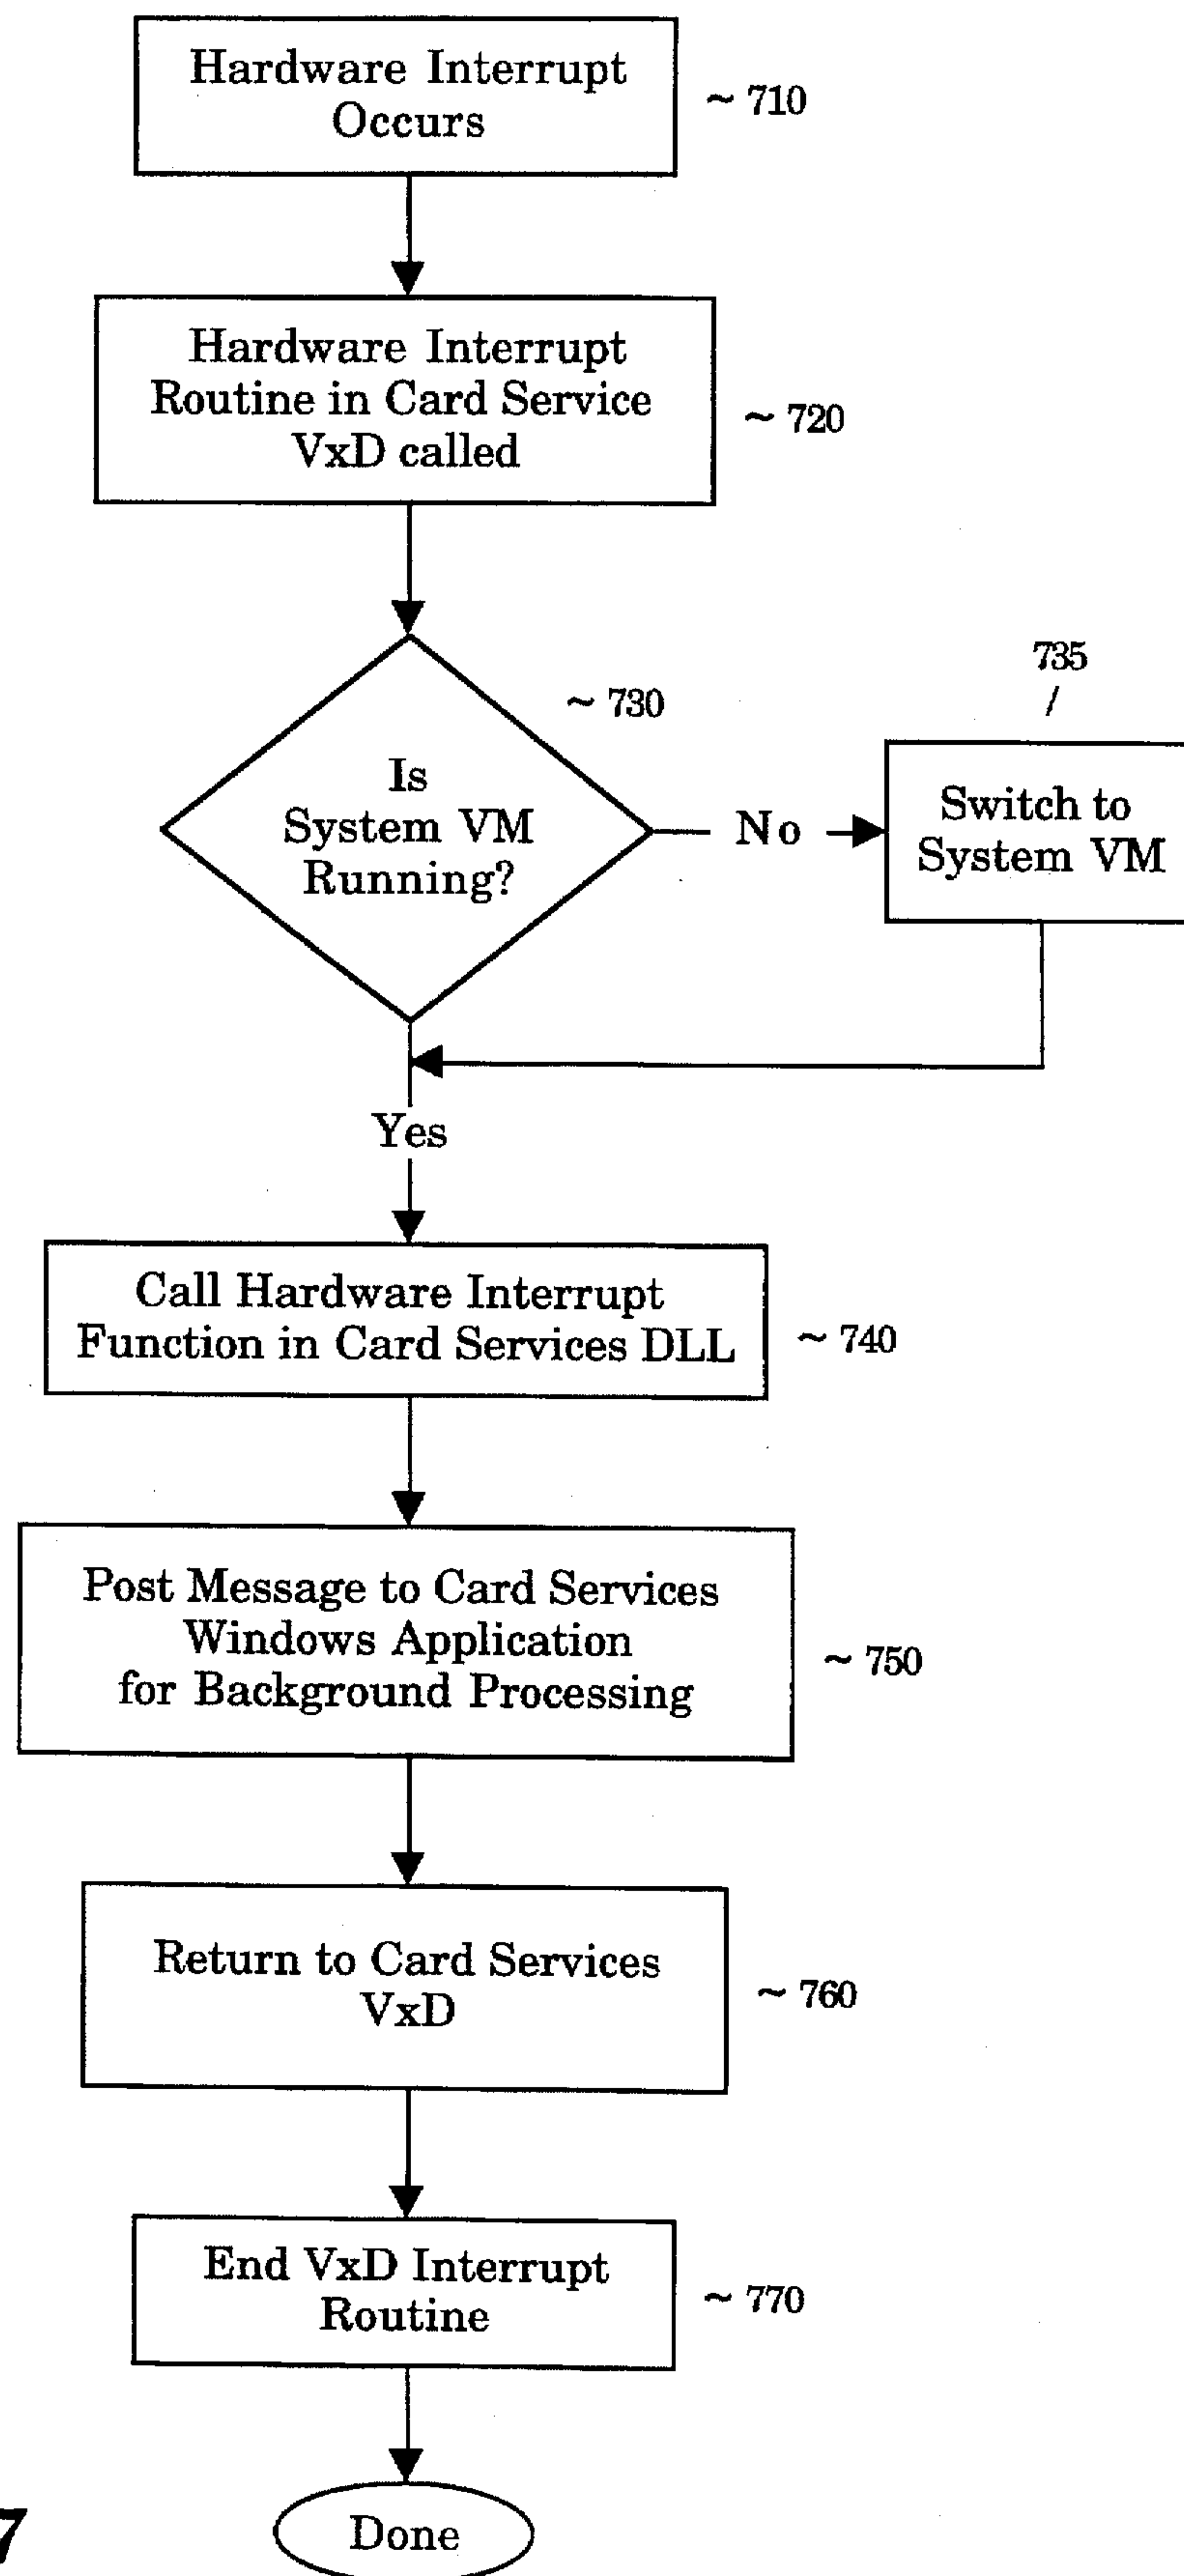 Hardware Interrupt
Occurs
~ 710
Hardware Interrupt
Routine in Card Service
VxD called
~ 720
~ 730
Is
System VM
Running?
No
735
/
Switch to
System VM
Yes
Call Hardware Interrupt
Function in Card Services DLL
~ 740
Post Message to Card Services
Windows Application
for Background Processing
~ 750
Return to Card Services
VxD
~ 760
End VxD Interrupt
Routine
~ 770
Done
7